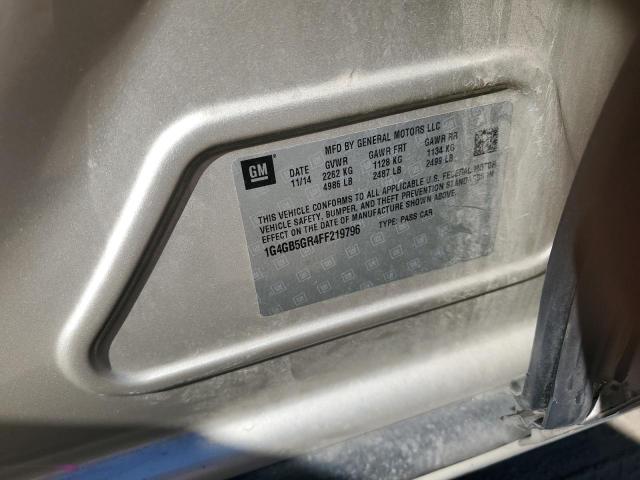 GM
MFD BY GENERAL MOTORS LLC
DATE GVWR GAWR FRT GAWR RR
11/14 2262 KG 1128 KG 1134 KG
4986 LB 2487 LB 2499 LB
THIS VEHICLE CONFORMS TO ALL APPLICABLE U.S. FEDERAL MOTOR
VEHICLE SAFETY, BUMPER, AND THEFT PREVENTION STANDARDS IN
EFFECT ON THE DATE OF MANUFACTURE SHOWN ABOVE.
1G4GB5GR4FF219796 TYPE: PASS CAR